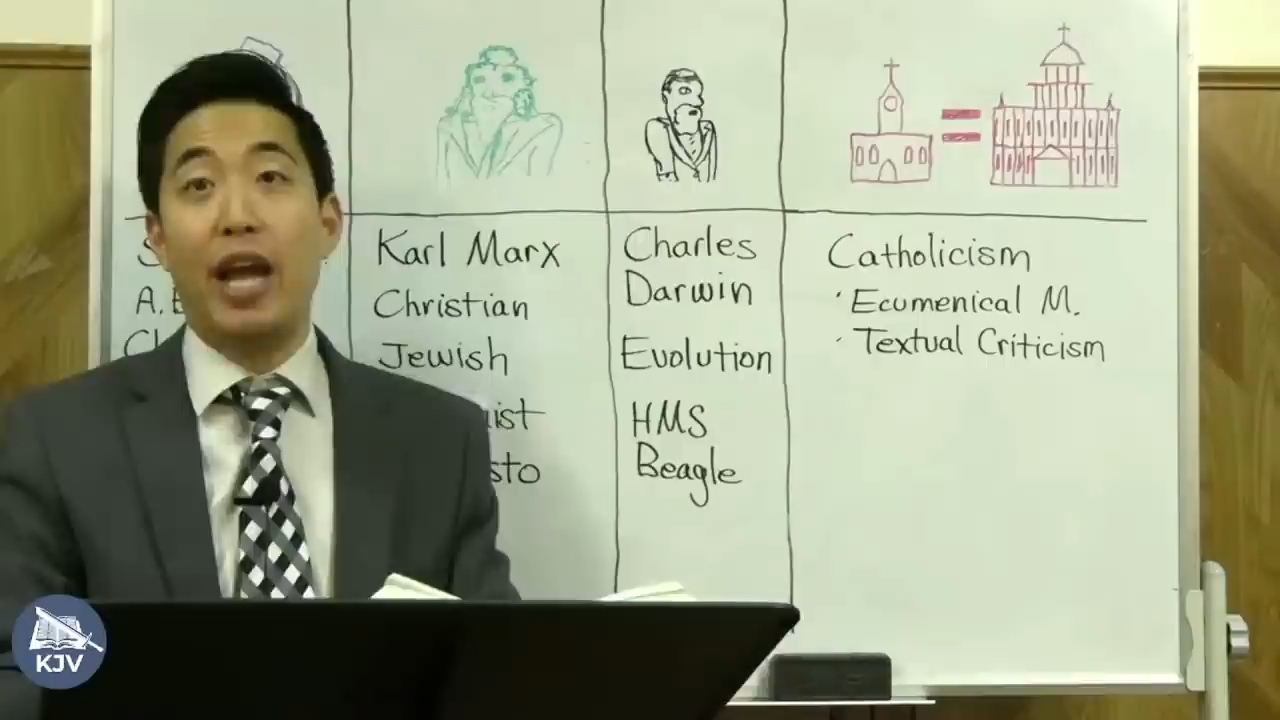 Karl Marx
Christian
Jewish
Charles
Darwin
Evolution
HMS
Beagle
Catholicism
· Ecumenical M.
· Textual Criticism
KJV